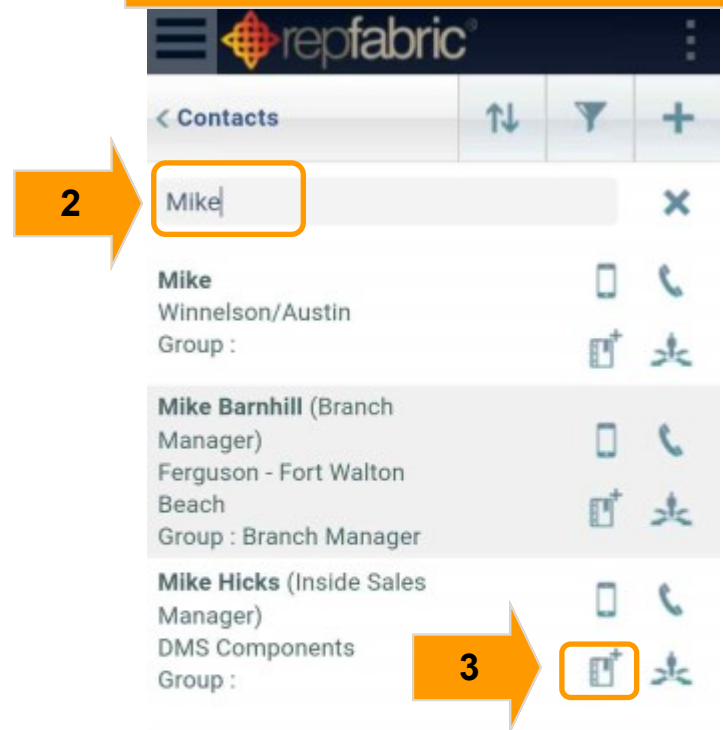 repfabric®
< Contacts
2
Mike
Mike
Winnelson/Austin
Group :
Mike Barnhill (Branch
Manager)
Ferguson - Fort Walton
Beach
Group : Branch Manager
Mike Hicks (Inside Sales
Manager)
DMS Components
Group :
3